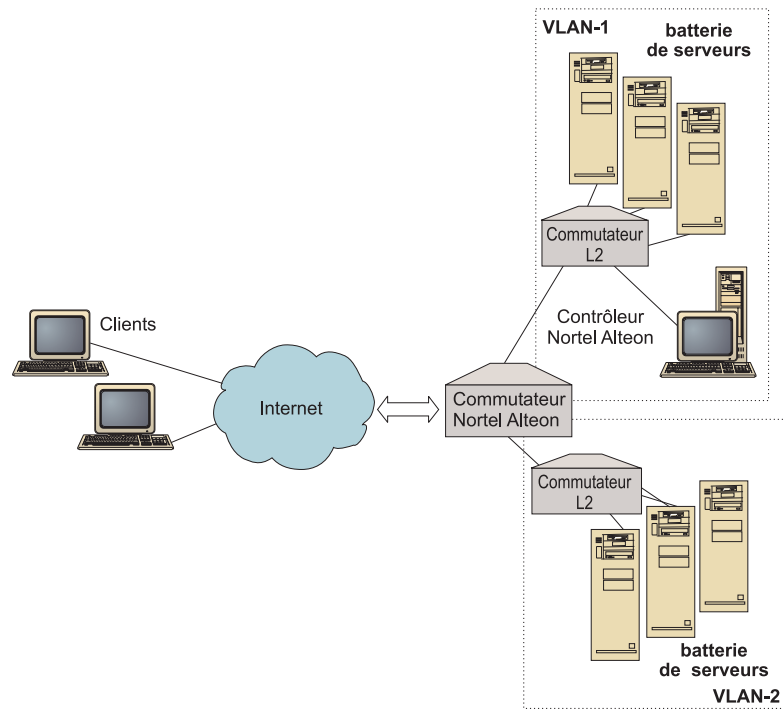 VLAN-1
batterie
de serveurs
Commutateur
L2
Contrôleur
Nortel Alteon
Clients
Internet
Commutateur
Nortel Alteon
Commutateur
L2
batterie
de serveurs
VLAN-2